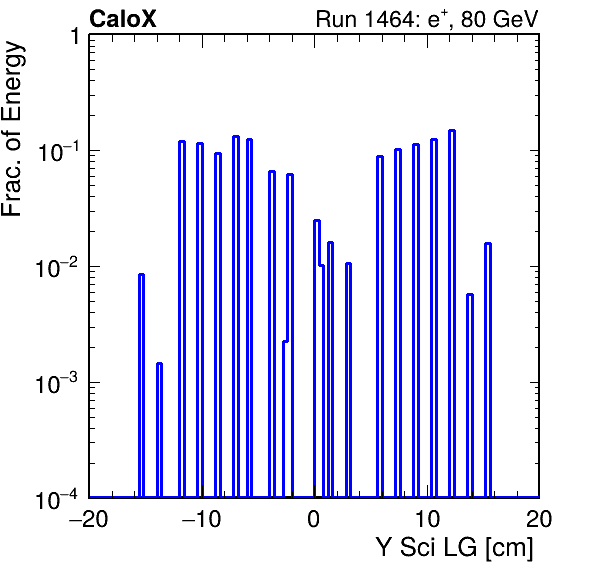 CaloX Run 1464: e⁺, 80 GeV
Frac. of Energy
1
10⁻¹
10⁻²
10⁻³
10⁻⁴
−20 −10 0 10 20
Y Sci LG [cm]